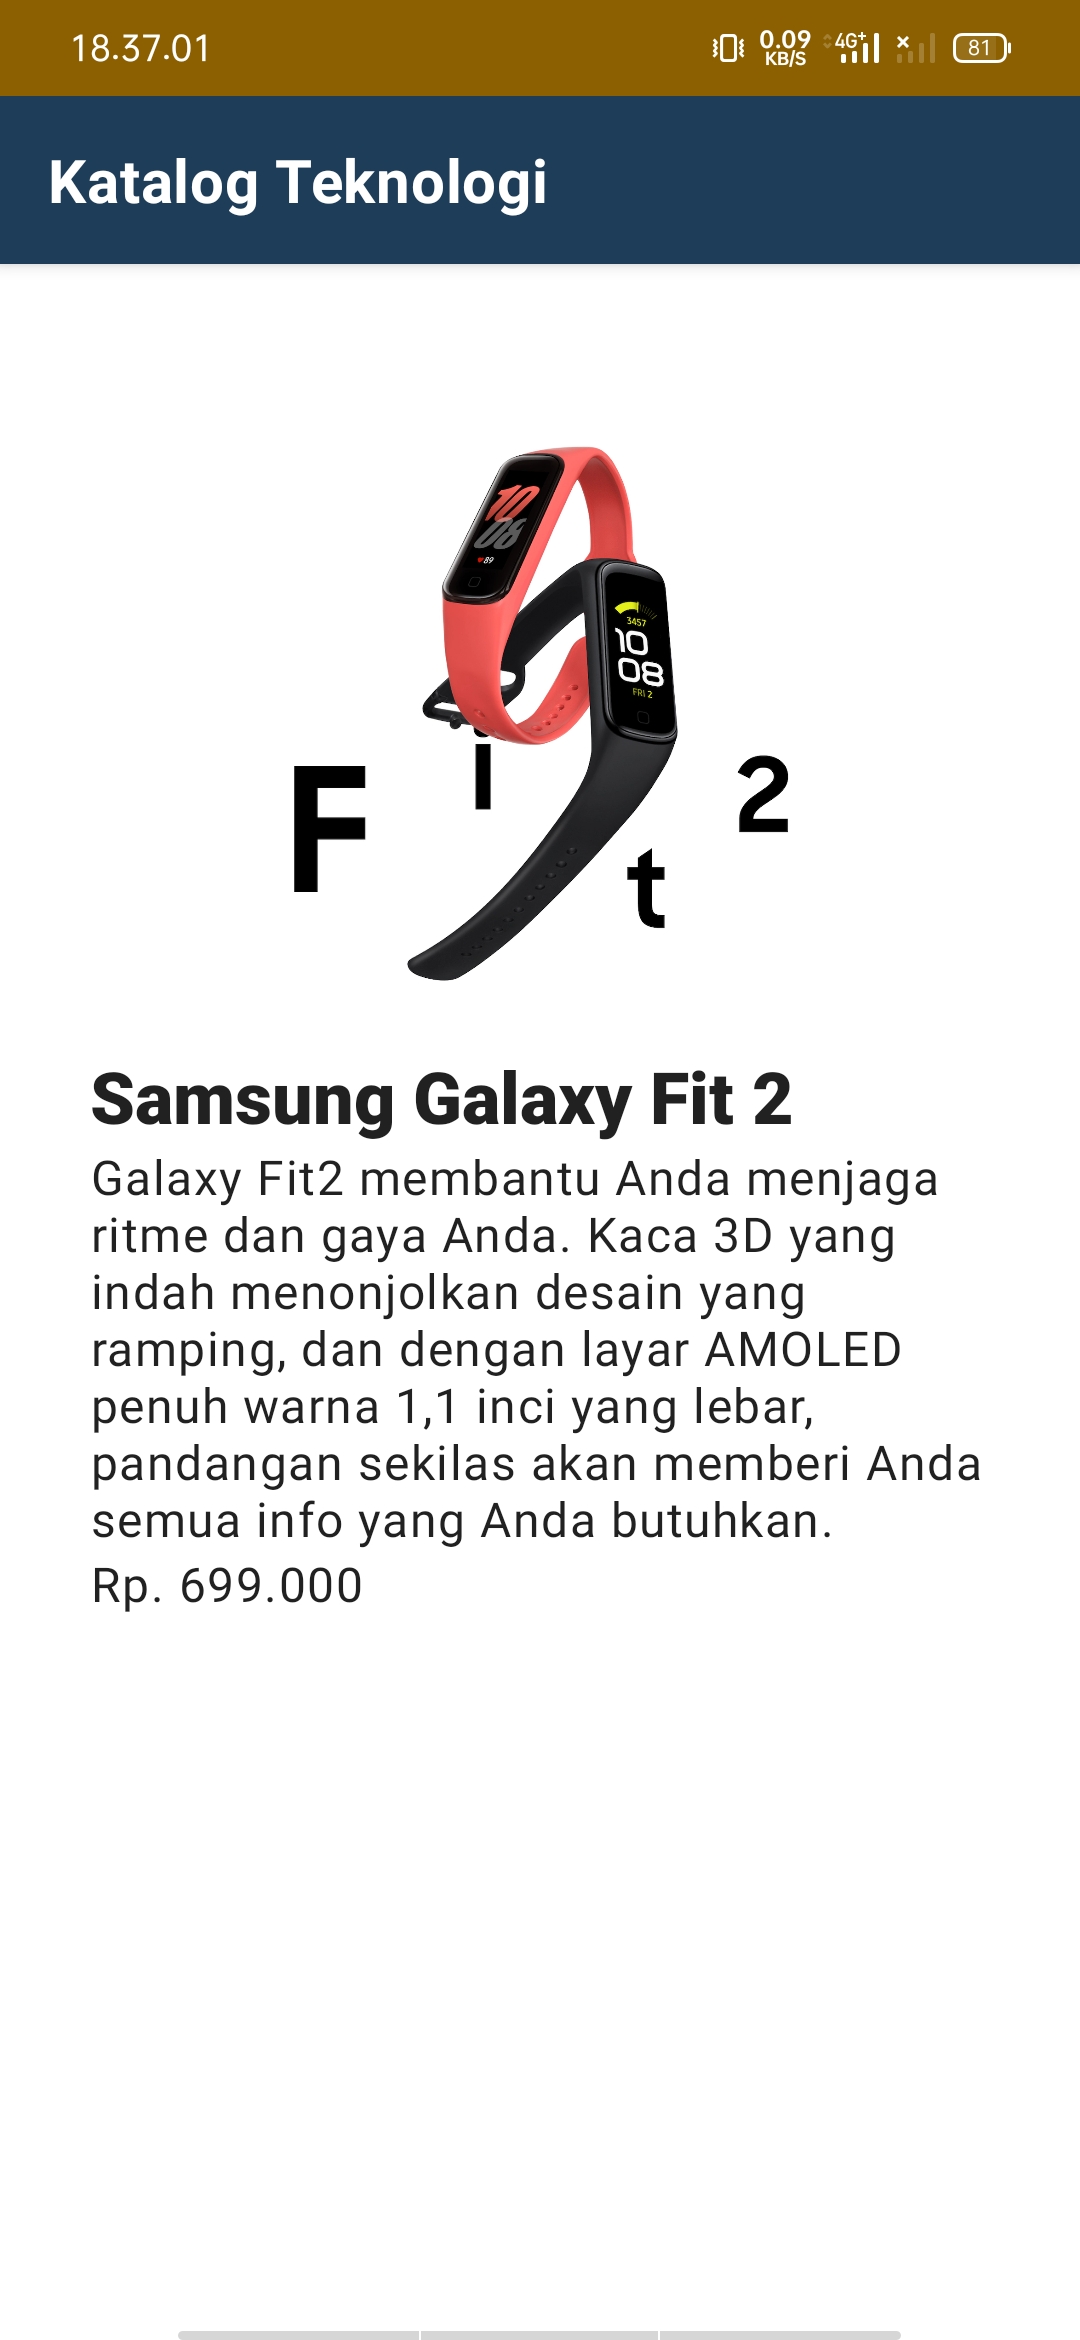 18.37.01
0.09
KB/S
4G+
81
Katalog Teknologi
10
08
89
3457
10
08
FRI 2
F
I
t
2
Samsung Galaxy Fit 2
Galaxy Fit2 membantu Anda menjaga
ritme dan gaya Anda. Kaca 3D yang
indah menonjolkan desain yang
ramping, dan dengan layar AMOLED
penuh warna 1,1 inci yang lebar,
pandangan sekilas akan memberi Anda
semua info yang Anda butuhkan.
Rp. 699.000